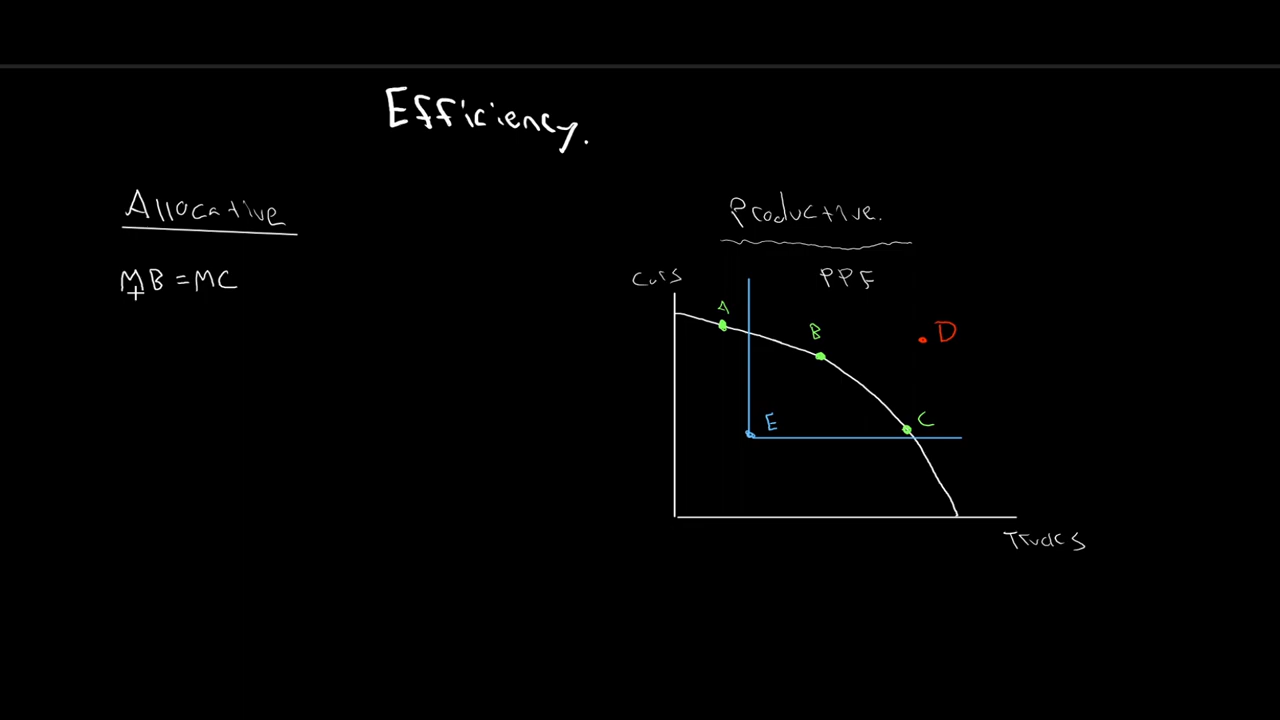 Efficiency.
Allocative
MB = MC
Productive.
PPF
Cars
A
B
D
C
E
Trucks